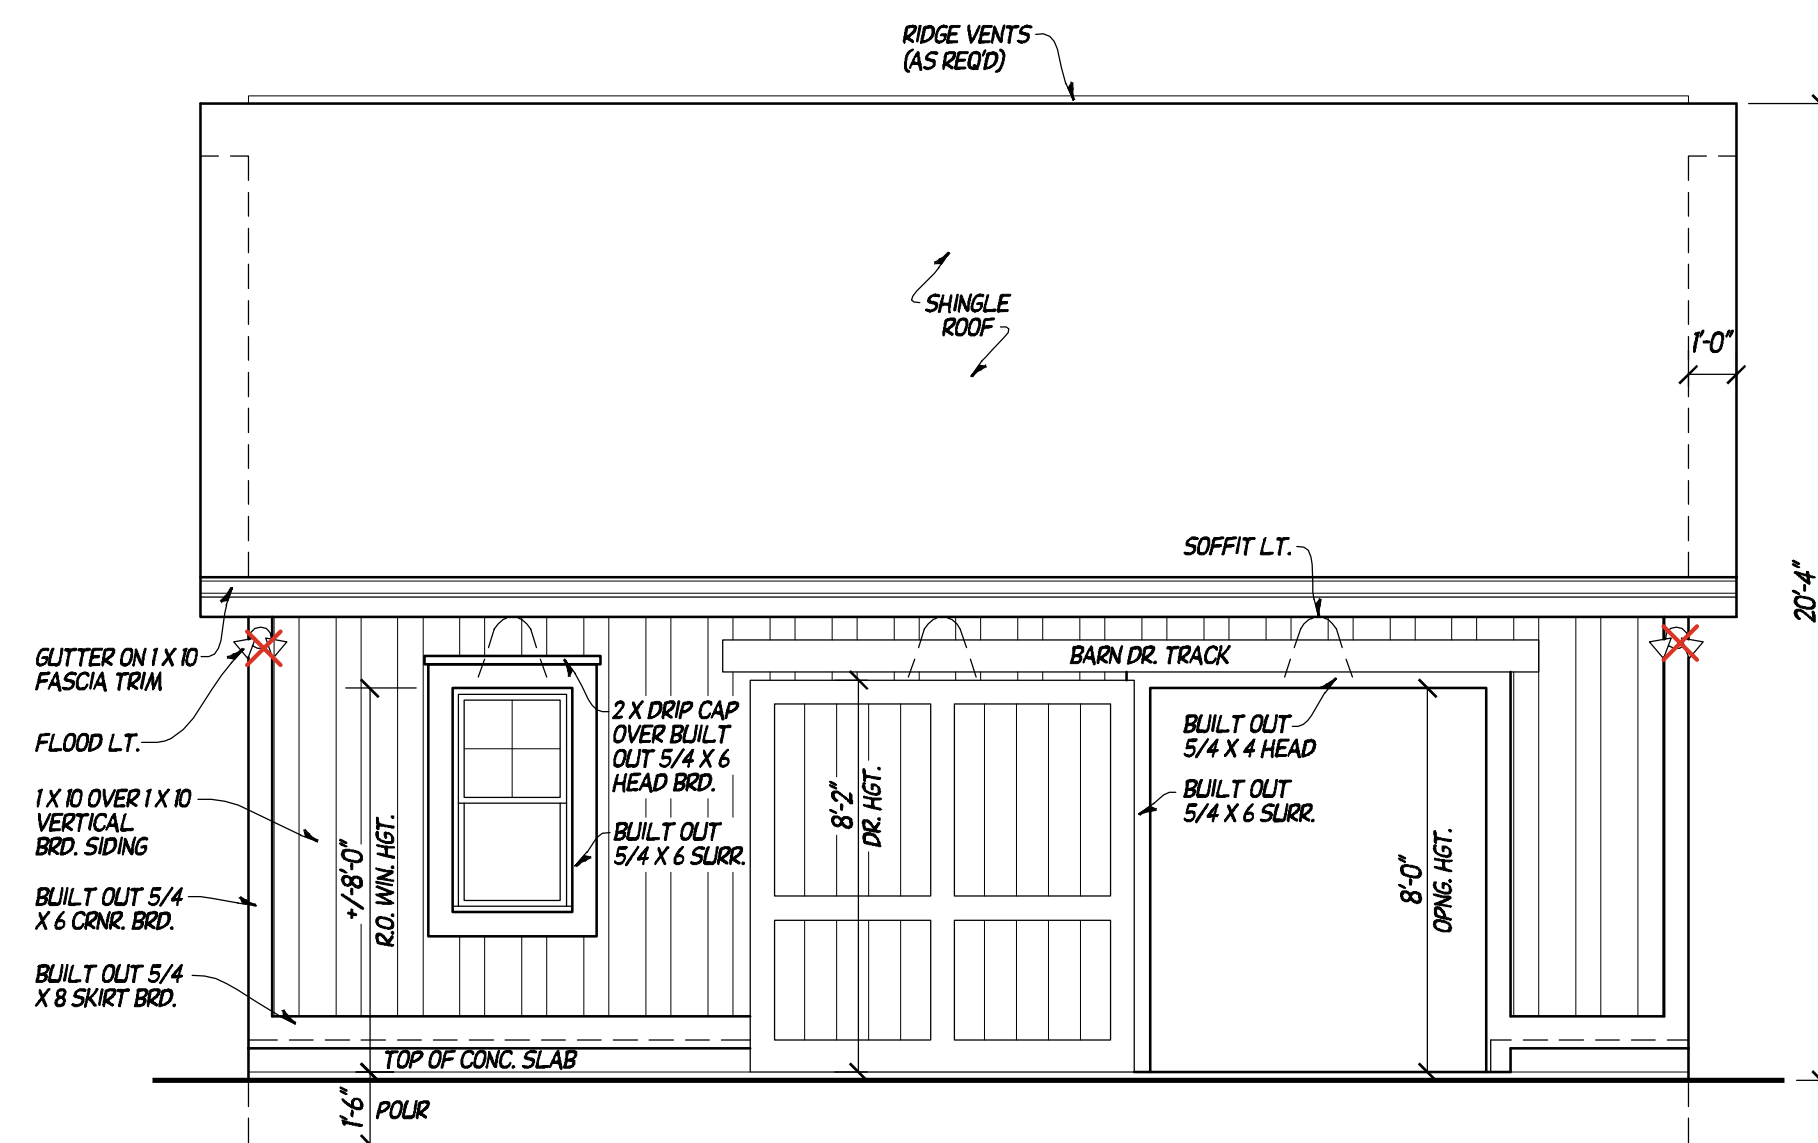 RIDGE VENTS
(AS REQ'D)
SHINGLE
ROOF
1'-0"
SOFFIT LT.
20'-4"
GUTTER ON 1 X 10
FASCIA TRIM
FLOOD LT.
1 X 10 OVER 1 X 10
VERTICAL
BRD. SIDING
BUILT OUT 5/4
X 6 CRNR. BRD.
BUILT OUT 5/4
X 8 SKIRT BRD.
+/-8'-0"
R.O. WIN. HGT.
2 X DRIP CAP
OVER BUILT
OUT 5/4 X 6
HEAD BRD.
BUILT OUT
5/4 X 6 SURR.
BARN DR. TRACK
8'-2"
DR. HGT.
BUILT OUT
5/4 X 4 HEAD
BUILT OUT
5/4 X 6 SURR.
8'-0"
OPNG. HGT.
TOP OF CONC. SLAB
1'-6"
POUR